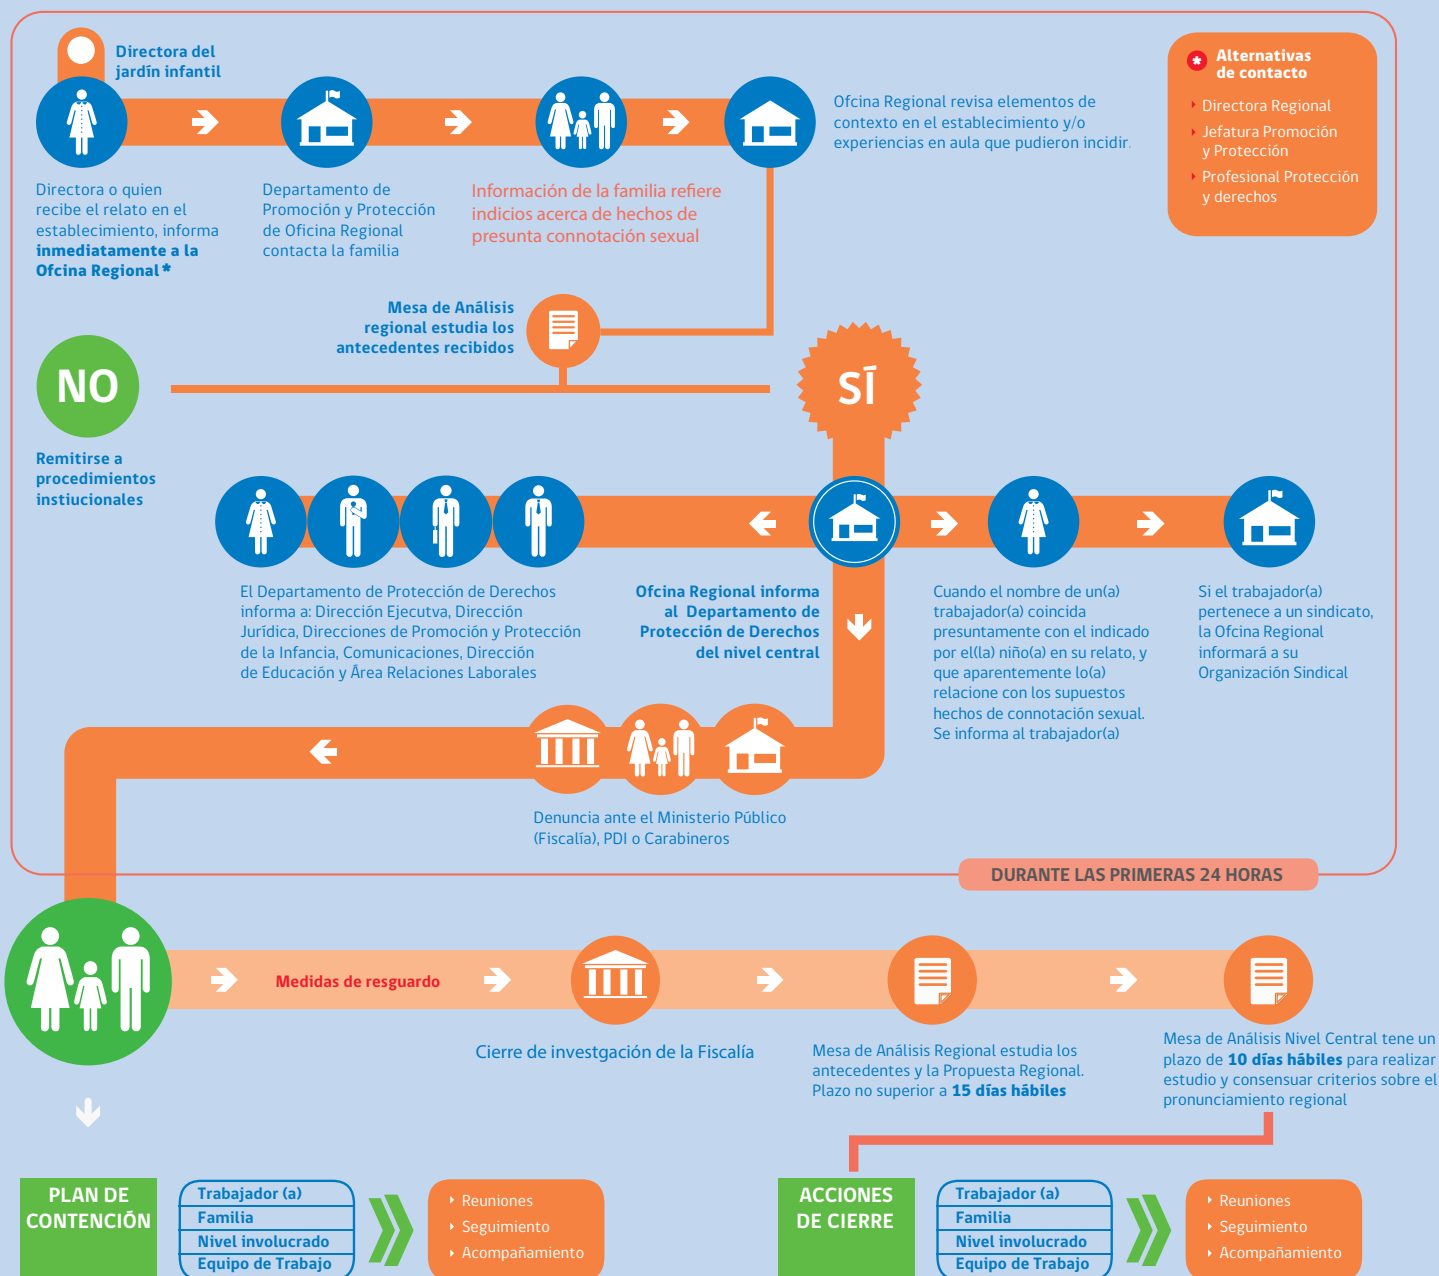 Directora del
jardín infantil
Directora o quien
recibe el relato en el
establecimiento, informa
inmediatamente a la
Ofcina Regional *
Departamento de
Promoción y Protección
de Oficina Regional
contacta la familia
Información de la familia refiere
indicios acerca de hechos de
presunta connotación sexual
Ofcina Regional revisa elementos de
contexto en el establecimiento y/o
experiencias en aula que pudieron incidir.
* Alternativas
de contacto
Directora Regional
Jefatura Promoción
y Protección
Profesional Protección
y derechos
Mesa de Análisis
regional estudia los
antecedentes recibidos
NO
Remitirse a
procedimientos
instiucionales
SÍ
El Departamento de Protección de Derechos
informa a: Dirección Ejecutva, Dirección
Jurídica, Direcciones de Promoción y Protección
de la Infancia, Comunicaciones, Dirección
de Educación y Área Relaciones Laborales
Ofcina Regional informa
al Departamento de
Protección de Derechos
del nivel central
Cuando el nombre de un(a)
trabajador(a) coincida
presuntamente con el indicado
por el(la) niño(a) en su relato, y
que aparentemente lo(a)
relacione con los supuestos
hechos de connotación sexual.
Se informa al trabajador(a)
Si el trabajador(a)
pertenece a un sindicato,
la Ofcina Regional
informará a su
Organización Sindical
Denuncia ante el Ministerio Público
(Fiscalía), PDI o Carabineros
DURANTE LAS PRIMERAS 24 HORAS
Medidas de resguardo
Cierre de investgación de la Fiscalía
Mesa de Análisis Regional estudia los
antecedentes y la Propuesta Regional.
Plazo no superior a 15 días hábiles
Mesa de Análisis Nivel Central tene un
plazo de 10 días hábiles para realizar
estudio y consensuar criterios sobre el
pronunciamiento regional
PLAN DE
CONTENCIÓN
Trabajador (a)
Familia
Nivel involucrado
Equipo de Trabajo
Reuniones
Seguimiento
Acompañamiento
ACCIONES
DE CIERRE
Trabajador (a)
Familia
Nivel involucrado
Equipo de Trabajo
Reuniones
Seguimiento
Acompañamiento